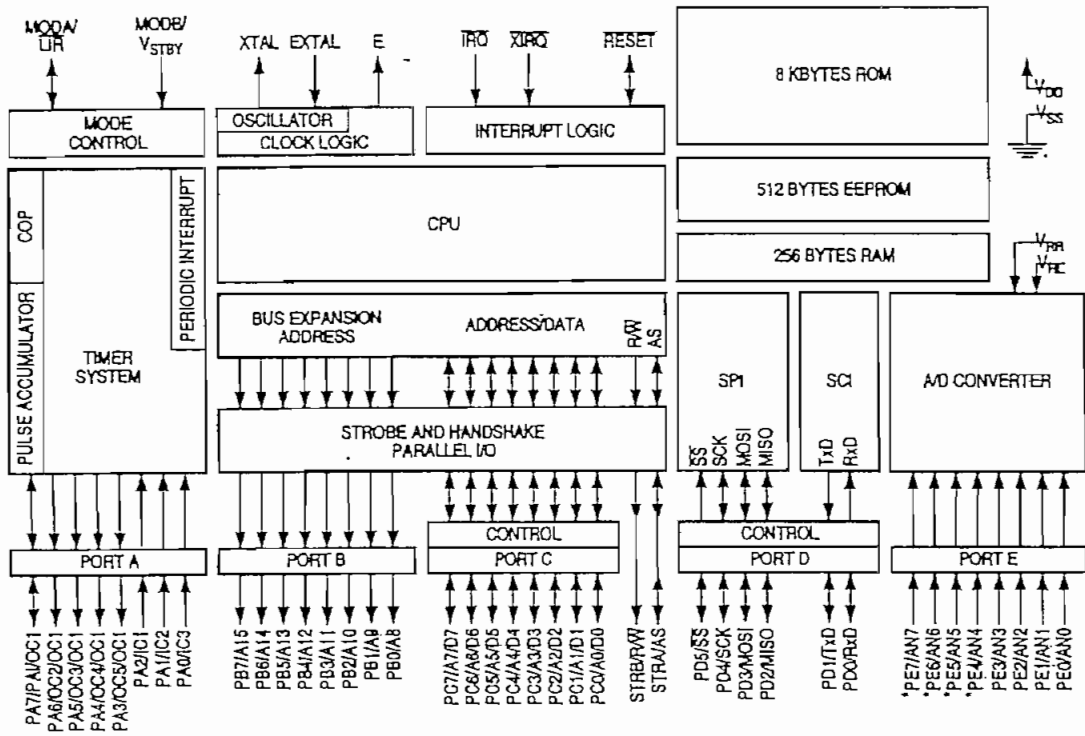 MODA/
LIR
MODB/
VSTBY
XTAL
EXTAL
E
IRQ
XIRQ
RESET
8 KBYTES ROM
VDD
VSS
MODE
CONTROL
OSCILLATOR
CLOCK LOGIC
INTERRUPT LOGIC
COP
PERIODIC INTERRUPT
CPU
512 BYTES EEPROM
256 BYTES RAM
PULSE ACCUMULATOR
TIMER
SYSTEM
BUS EXPANSION
ADDRESS
ADDRESS/DATA
R/W
AS
SPI
SCI
A/D CONVERTER
STROBE AND HANDSHAKE
PARALLEL I/O
SS
SCK
MOSI
MISO
TxD
RxD
CONTROL
CONTROL
PORT A
PORT B
PORT C
PORT D
PORT E
PA7/PAI/OC1
PA6/OC2/OC1
PA5/OC3/OC1
PA4/OC4/OC1
PA3/OC5/OC1
PA2/IC1
PA1/IC2
PA0/IC3
PB7/A15
PB6/A14
PB5/A13
PB4/A12
PB3/A11
PB2/A10
PB1/A9
PB0/A8
PC7/A7/D7
PC6/A6/D6
PC5/A5/D5
PC4/A4/D4
PC3/A3/D3
PC2/A2/D2
PC1/A1/D1
PC0/A0/D0
STRB/R/W
STRA/AS
PD5/SS
PD4/SCK
PD3/MOSI
PD2/MISO
PD1/TxD
PD0/RxD
*PE7/AN7
*PE6/AN6
*PE5/AN5
*PE4/AN4
PE3/AN3
PE2/AN2
PE1/AN1
PE0/AN0